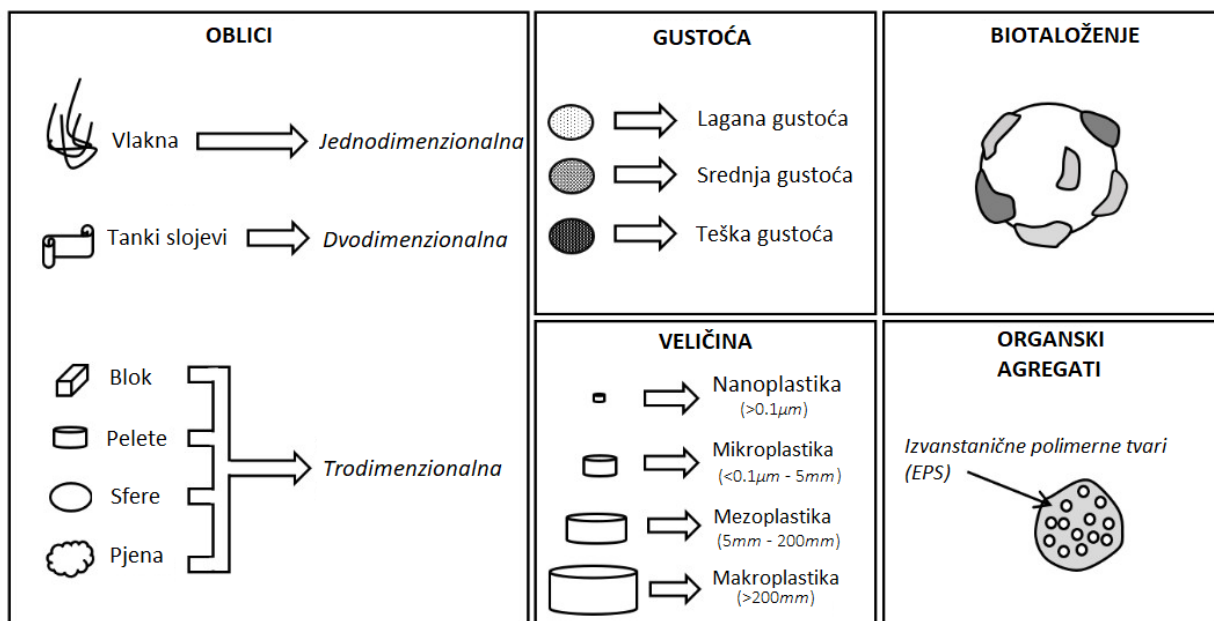 OBLICI
Vlakna
Jednodimenzionalna
Tanki slojevi
Dvodimenzionalna
Blok
Pelete
Sfere
Pjena
Trodimenzionalna
GUSTOĆA
Lagana gustoća
Srednja gustoća
Teška gustoća
BIOTALOŽENJE
VELIČINA
Nanoplastika
(>0.1μm)
Mikroplastika
(<0.1μm - 5mm)
Mezoplastika
(5mm - 200mm)
Makroplastika
(>200mm)
ORGANSKI
AGREGATI
Izvanstanične polimerne tvari
(EPS)